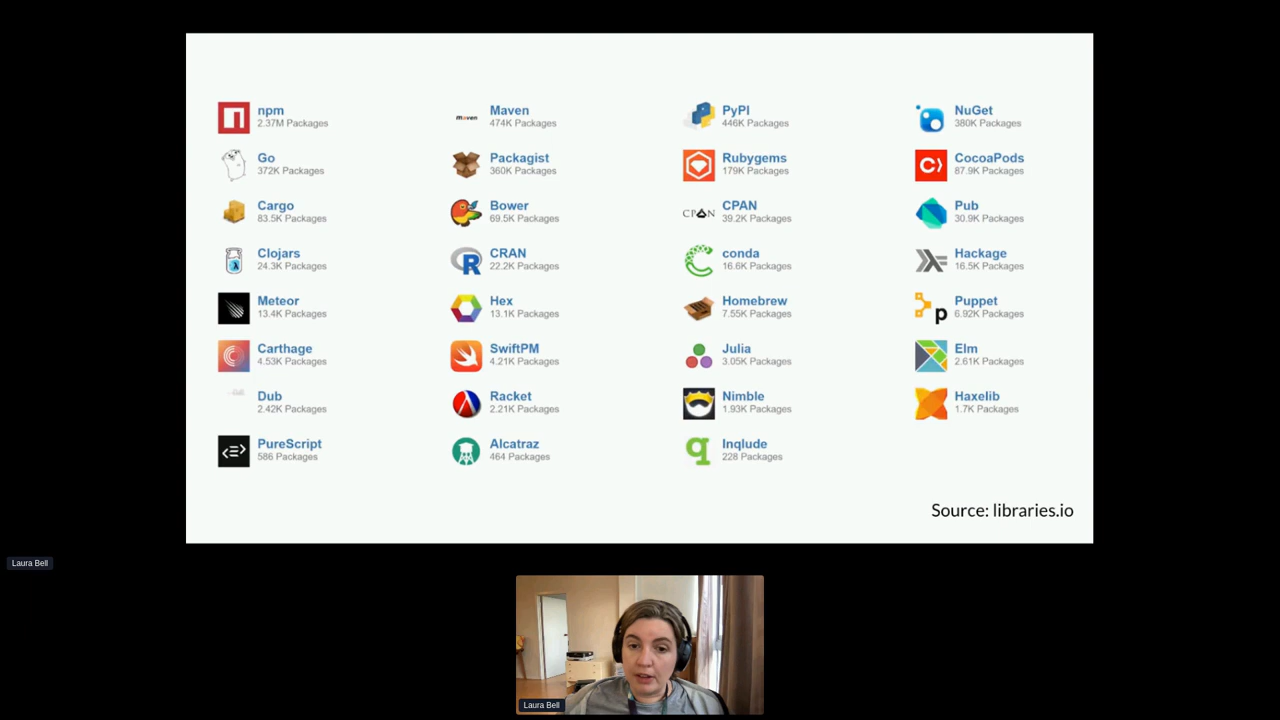 npm
2.37M Packages
Maven
474K Packages
PyPI
446K Packages
NuGet
380K Packages
Go
372K Packages
Packagist
360K Packages
Rubygems
179K Packages
CocoaPods
87.9K Packages
Cargo
83.5K Packages
Bower
69.5K Packages
CPAN
CPAN
39.2K Packages
Pub
30.9K Packages
Clojars
24.3K Packages
CRAN
22.2K Packages
conda
16.6K Packages
Hackage
16.5K Packages
Meteor
13.4K Packages
Hex
13.1K Packages
Homebrew
7.55K Packages
Puppet
6.92K Packages
Carthage
4.53K Packages
SwiftPM
4.21K Packages
Julia
3.05K Packages
Elm
2.61K Packages
Dub
2.42K Packages
Racket
2.21K Packages
Nimble
1.93K Packages
Haxelib
1.7K Packages
PureScript
586 Packages
Alcatraz
464 Packages
Inqlude
228 Packages
Source: libraries.io
Laura Bell
Laura Bell